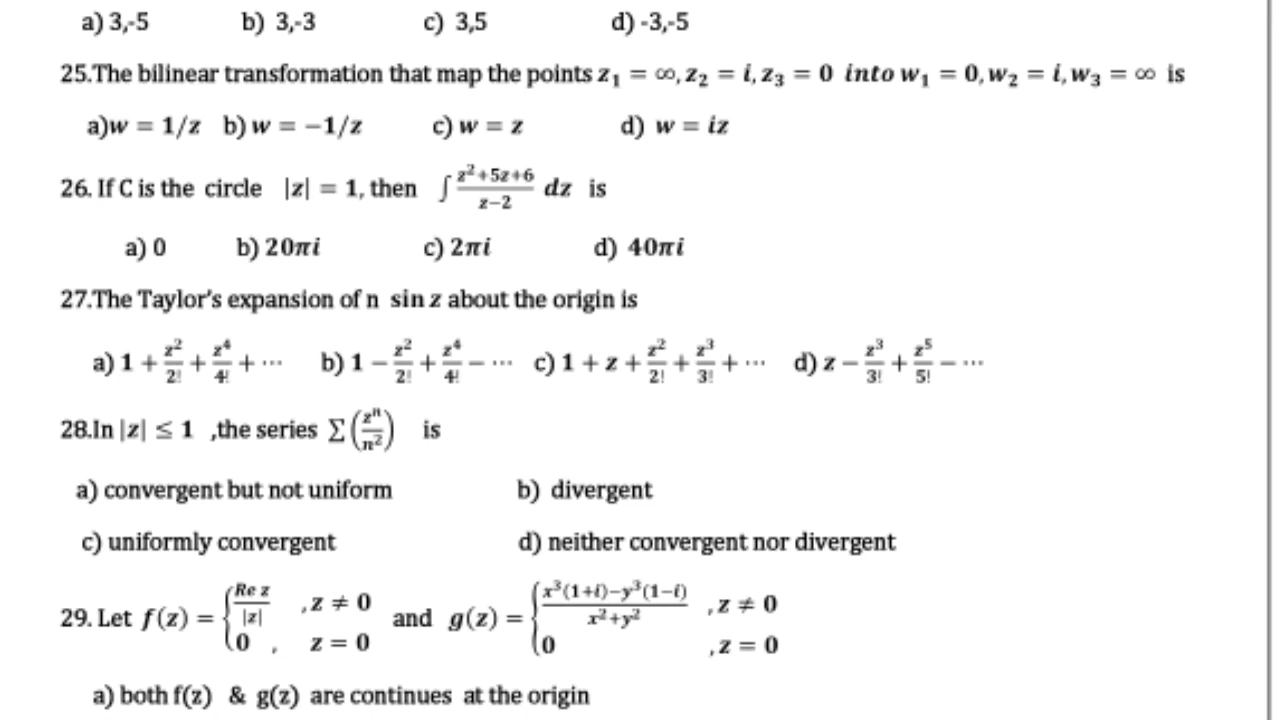 a) 3,-5 b) 3,-3 c) 3,5 d) -3,-5
25.The bilinear transformation that map the points z₁ = ∞, z₂ = i, z₃ = 0 into w₁ = 0, w₂ = i, w₃ = ∞ is
a)w = 1/z b) w = −1/z c) w = z d) w = iz
26. If C is the circle |z| = 1, then ∫ (z²+5z+6)/(z−2) dz is
a) 0 b) 20πi c) 2πi d) 40πi
27.The Taylor's expansion of n sin z about the origin is
a) 1 + z²/2! + z⁴/4! + ⋯ b) 1 − z²/2! + z⁴/4! − ⋯ c) 1 + z + z²/2! + z³/3! + ⋯ d) z − z³/3! + z⁵/5! − ⋯
28.In |z| ≤ 1 ,the series ∑(zⁿ/n²) is
a) convergent but not uniform b) divergent
c) uniformly convergent d) neither convergent nor divergent
29. Let f(z) = {Re z/|z| , z ≠ 0; 0 , z = 0 and g(z) = {(x³(1+i)−y³(1−i))/(x²+y²) , z ≠ 0; 0 , z = 0
a) both f(z) & g(z) are continues at the origin